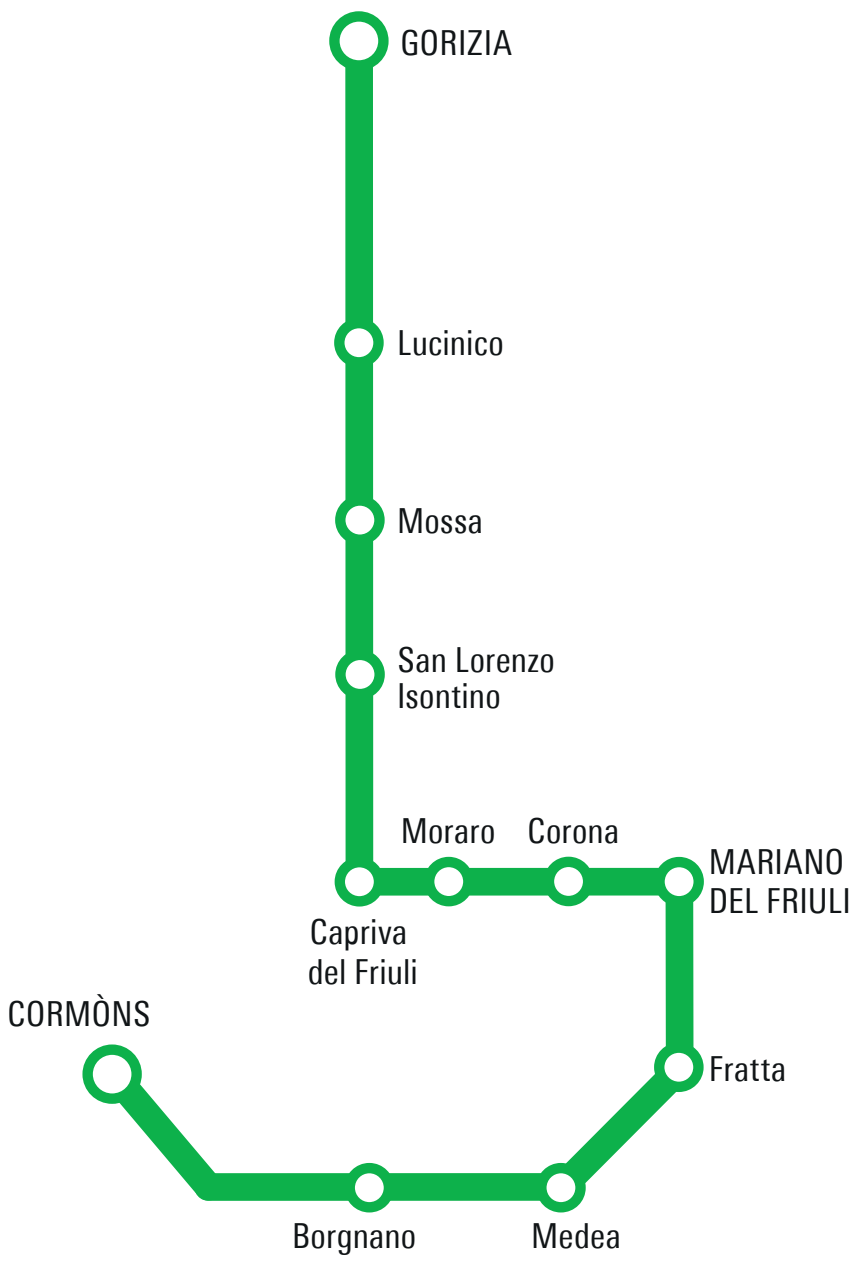 GORIZIA
Lucinico
Mossa
San Lorenzo
Isontino
Moraro
Corona
MARIANO
DEL FRIULI
Capriva
del Friuli
CORMÒNS
Fratta
Borgnano
Medea